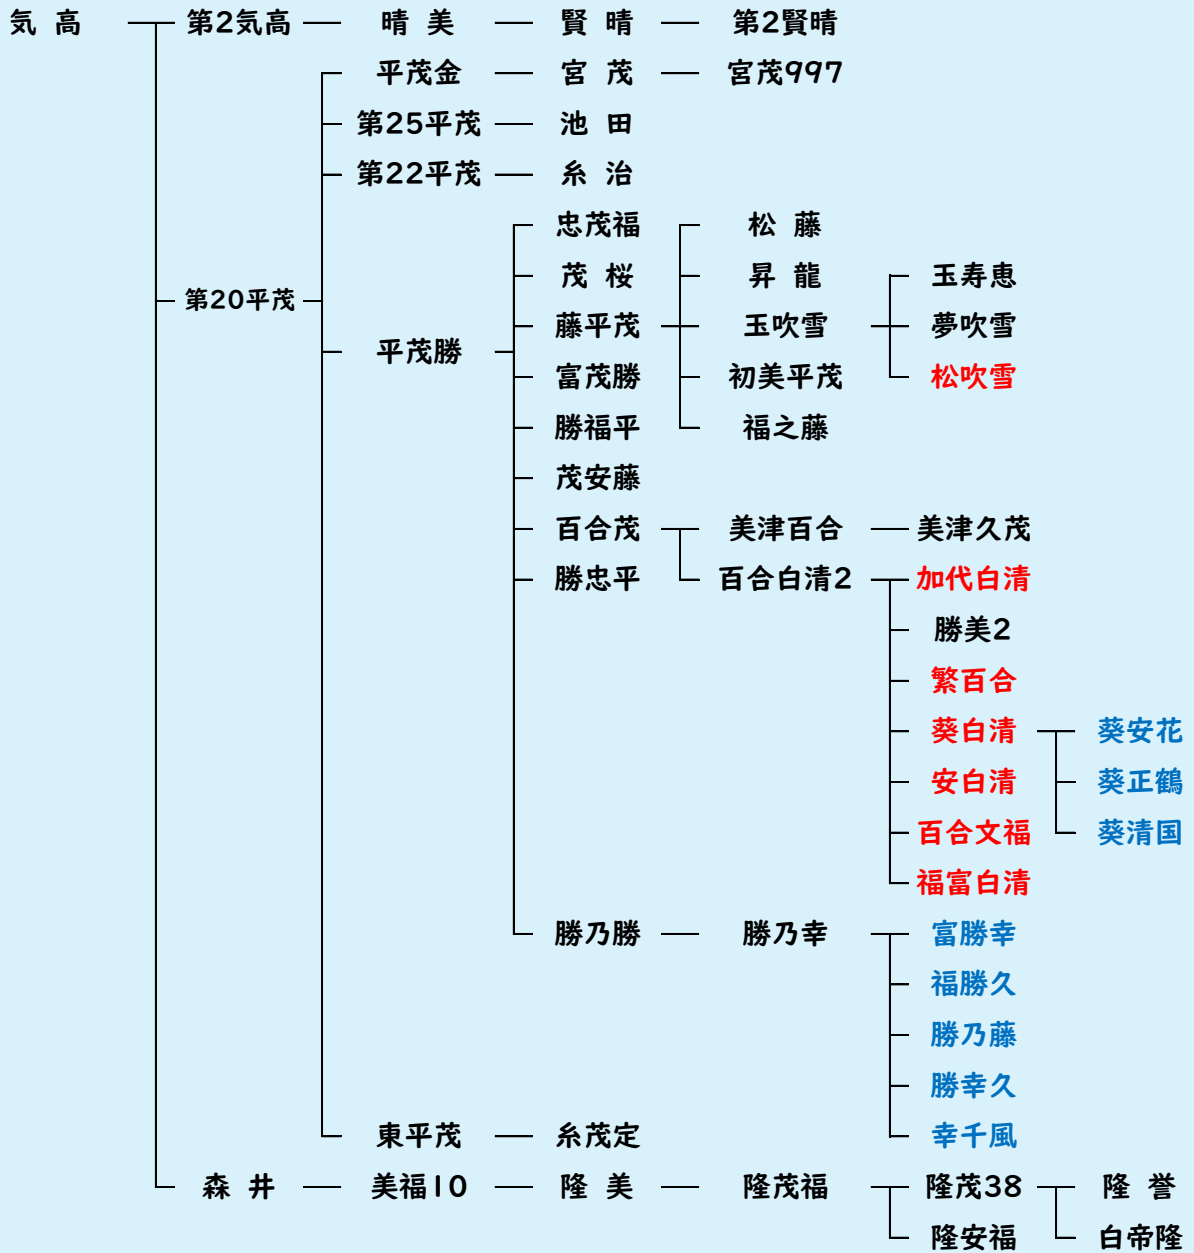 気 高 第2気高 晴 美 賢 晴 第2賢晴
平茂金 宮 茂 宮茂997
第25平茂 池 田
第22平茂 糸 治
忠茂福 松 藤
茂 桜 昇 龍 玉寿恵
第20平茂
藤平茂 玉吹雪 夢吹雪
平茂勝
富茂勝 初美平茂 松吹雪
勝福平 福之藤
茂安藤
百合茂 美津百合 美津久茂
勝忠平 百合白清2 加代白清
勝美2
繁百合
葵白清 葵安花
安白清 葵正鶴
百合文福 葵清国
福富白清
勝乃勝 勝乃幸 富勝幸
福勝久
勝乃藤
勝幸久
東平茂 糸茂定 幸千風
森 井 美福10 隆 美 隆茂福 隆茂38 隆 誉
隆安福 白帝隆